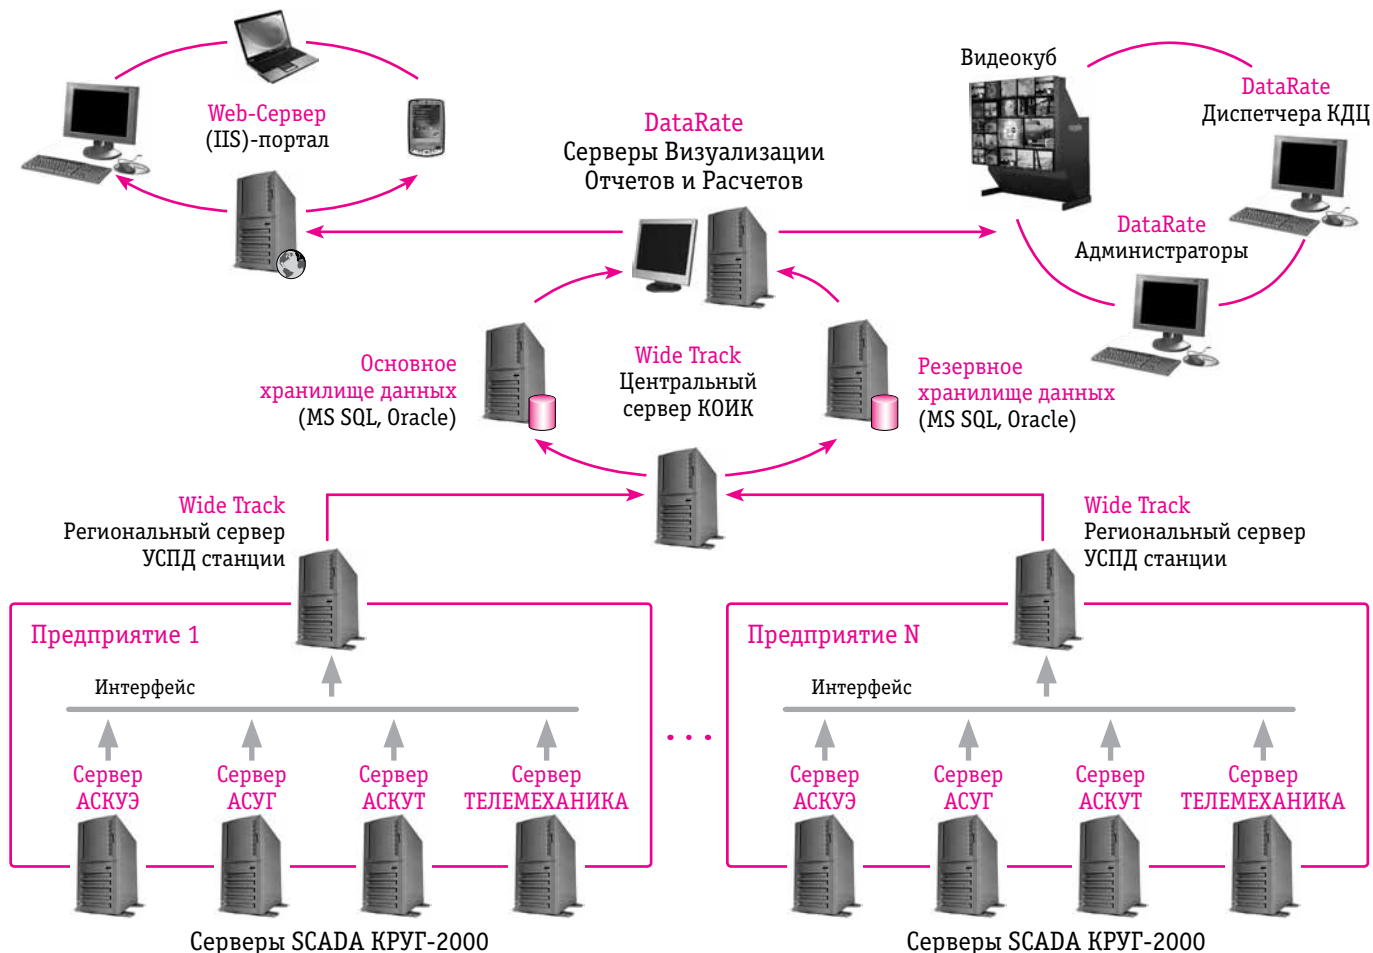 Видеокуб
Web-Сервер
(IIS)-портал
DataRate
Серверы Визуализации
Отчетов и Расчетов
DataRate
Диспетчера КДЦ
DataRate
Администраторы
Основное
хранилище данных
(MS SQL, Oracle)
Wide Track
Центральный
сервер КОИК
Резервное
хранилище данных
(MS SQL, Oracle)
Wide Track
Региональный сервер
УСПД станции
Wide Track
Региональный сервер
УСПД станции
Предприятие 1
Интерфейс
Сервер
АСКУЭ
Сервер
АСУГ
Сервер
АСКУТ
Сервер
ТЕЛЕМЕХАНИКА
Серверы SCADA КРУГ-2000
. . .
Предприятие N
Интерфейс
Сервер
АСКУЭ
Сервер
АСУГ
Сервер
АСКУТ
Сервер
ТЕЛЕМЕХАНИКА
Серверы SCADA КРУГ-2000